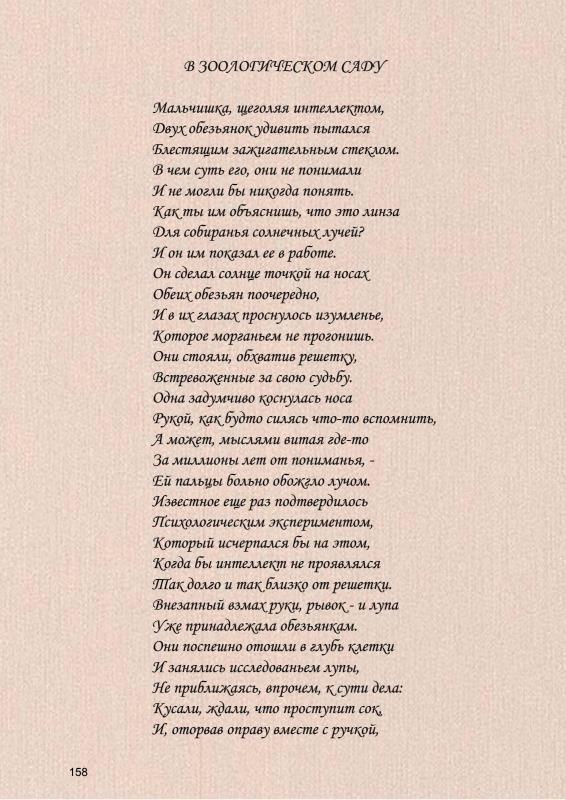 В ЗООЛОГИЧЕСКОМ САДУ
Мальчишка, щеголяя интеллектом,
Двух обезьянок удивить пытался
Блестящим зажигательным стеклом.
В чем суть его, они не понимали
И не могли бы никогда понять.
Как ты им объяснишь, что это линза
Для собиранья солнечных лучей?
И он им показал ее в работе.
Он сделал солнце точкой на носах
Обеих обезьян поочередно,
И в их глазах проснулось изумленье,
Которое морганьем не прогонишь.
Они стояли, обхватив решетку,
Встревоженные за свою судьбу.
Одна задумчиво коснулась носа
Рукой, как будто силясь что-то вспомнить,
А может, мыслями витая где-то
За миллионы лет от пониманья, -
Ей пальцы больно обожгло лучом.
Известное еще раз подтвердилось
Психологическим экспериментом,
Который исчерпался бы на этом,
Когда бы интеллект не проявлялся
Так долго и так близко от решетки.
Внезапный взмах руки, рывок - и лупа
Уже принадлежала обезьянкам.
Они поспешно отошли в глубь клетки
И занялись исследованьем лупы,
Не приближаясь, впрочем, к сути дела:
Кусали, ждали, что проступит сок,
И, оторвав оправу вместе с ручкой,
158